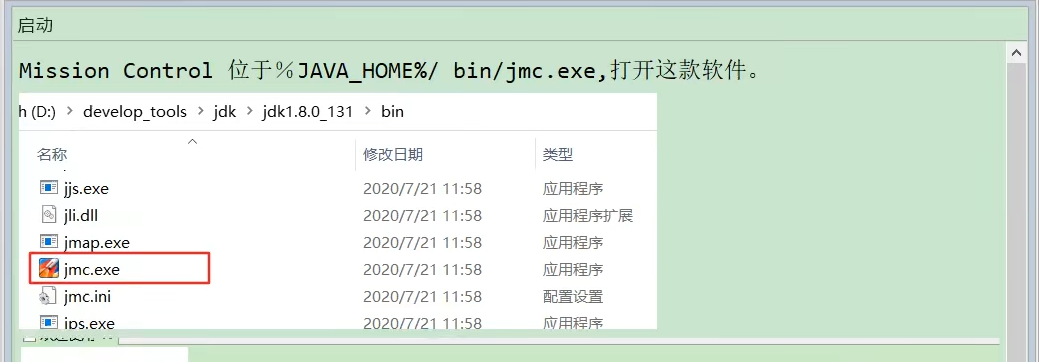 启动
Mission Control 位于%JAVA_HOME%/ bin/jmc.exe,打开这款软件。
h (D:) > develop_tools > jdk > jdk1.8.0_131 > bin
名称 修改日期 类型
jjs.exe 2020/7/21 11:58 应用程序
jli.dll 2020/7/21 11:58 应用程序扩展
jmap.exe 2020/7/21 11:58 应用程序
jmc.exe 2020/7/21 11:58 应用程序
jmc.ini 2020/7/21 11:58 配置设置
jps.exe 2020/7/21 11:58 应用程序